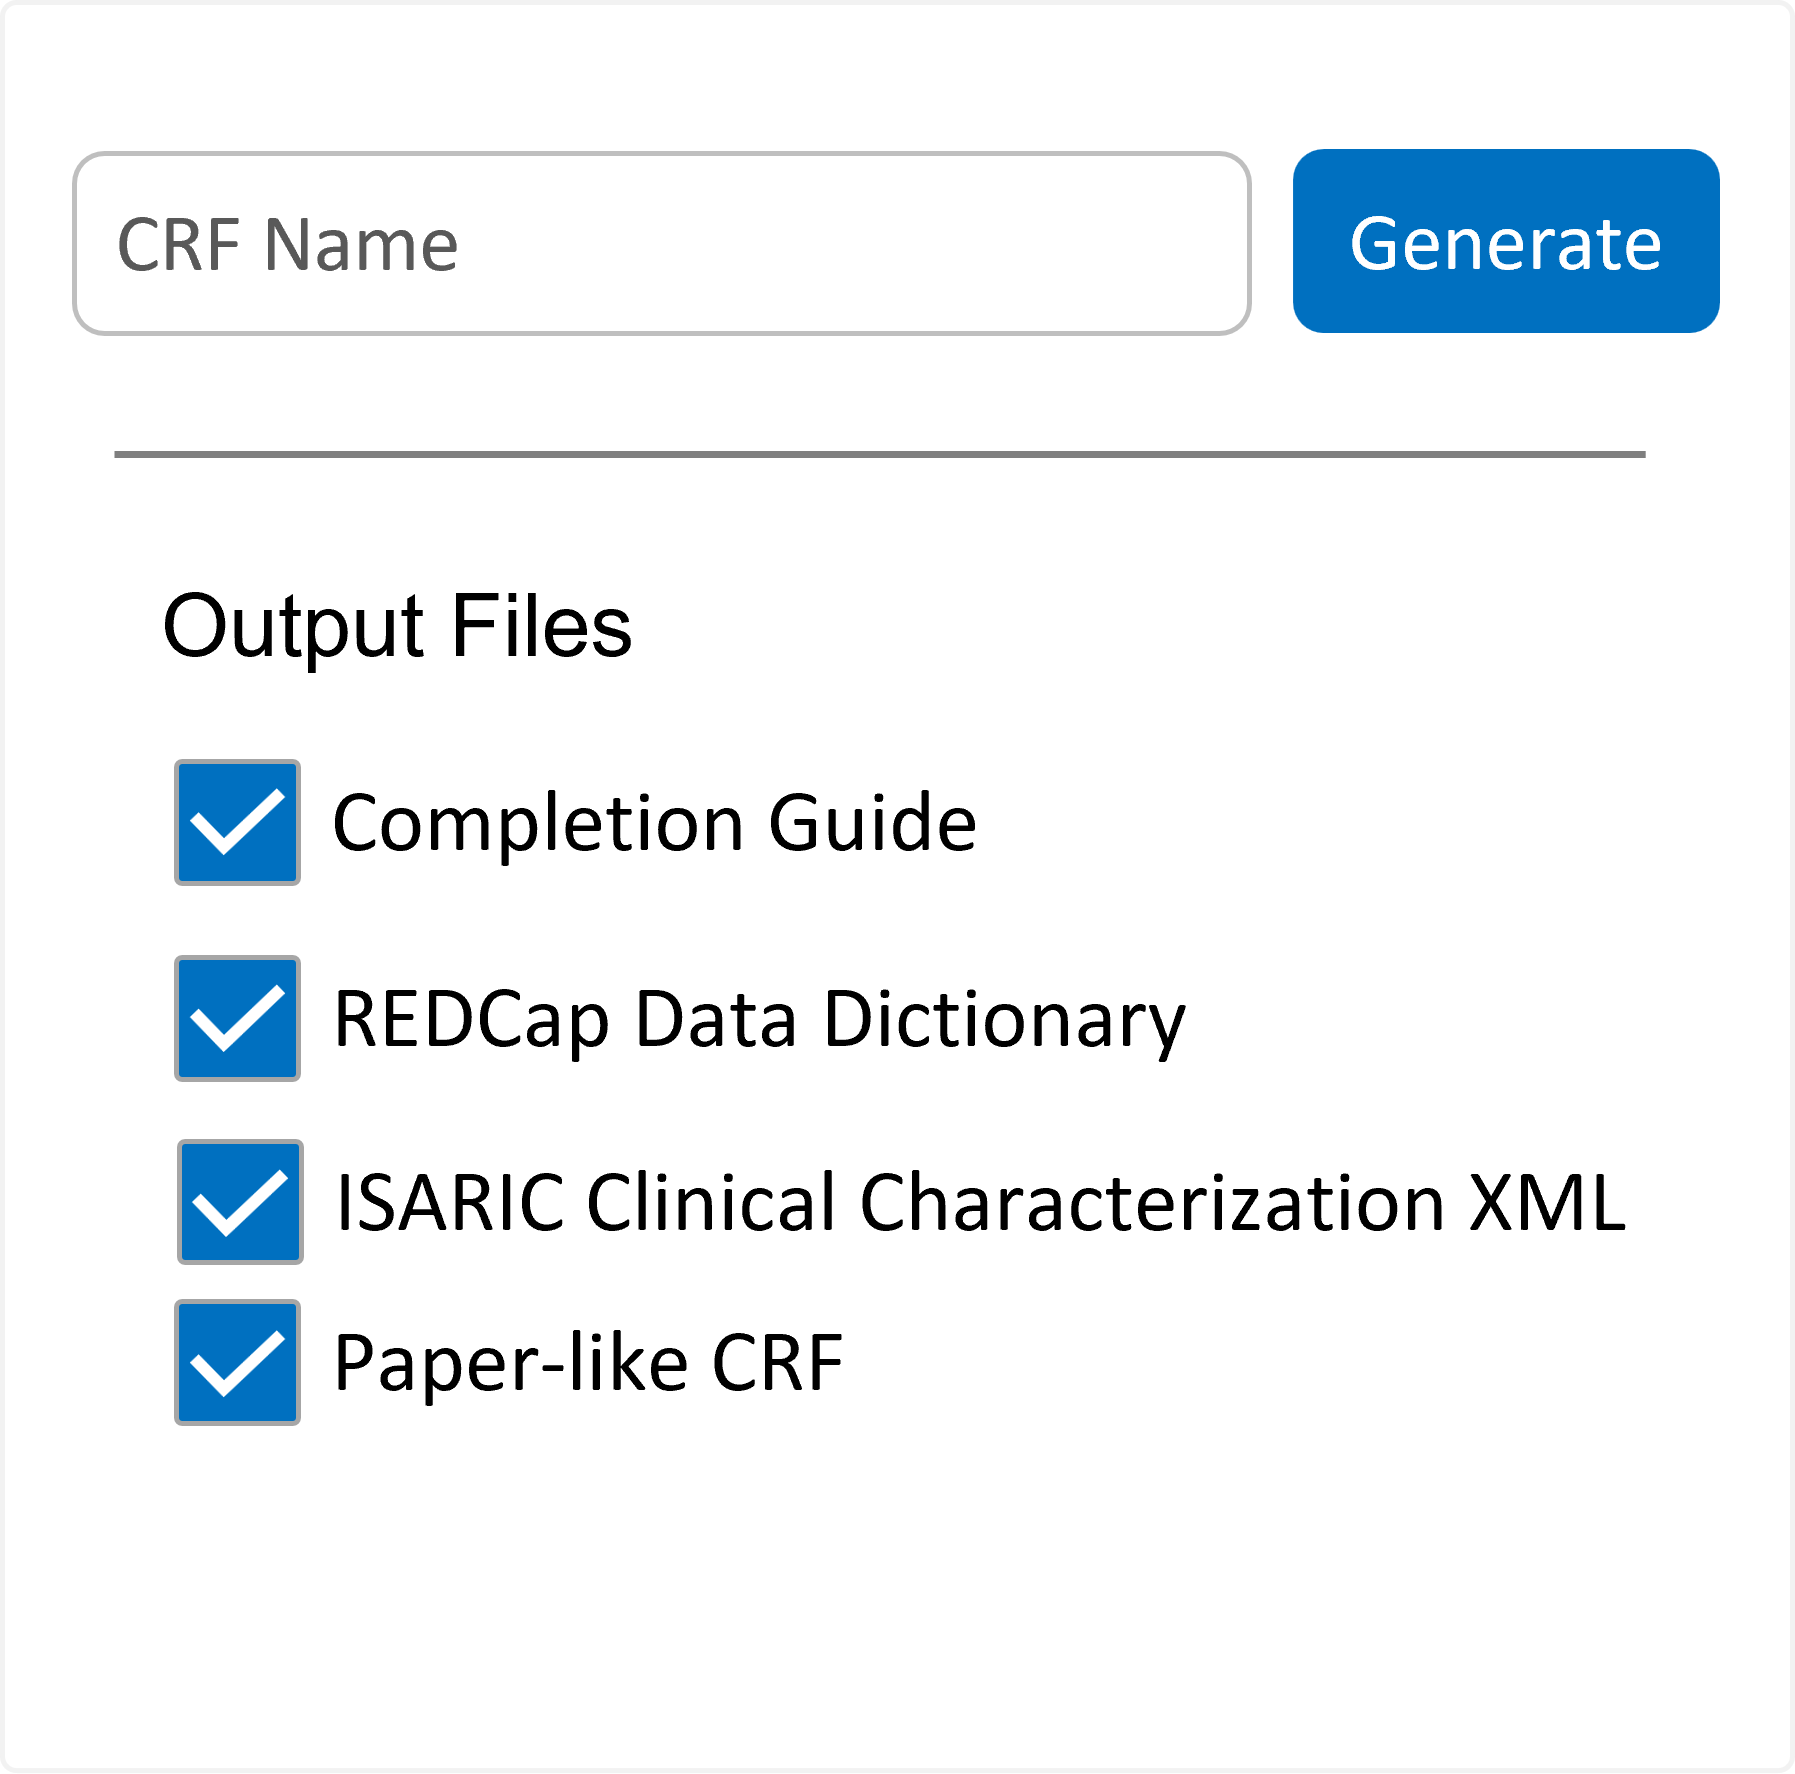 CRF Name
Generate
Output Files
Completion Guide
REDCap Data Dictionary
ISARIC Clinical Characterization XML
Paper-like CRF